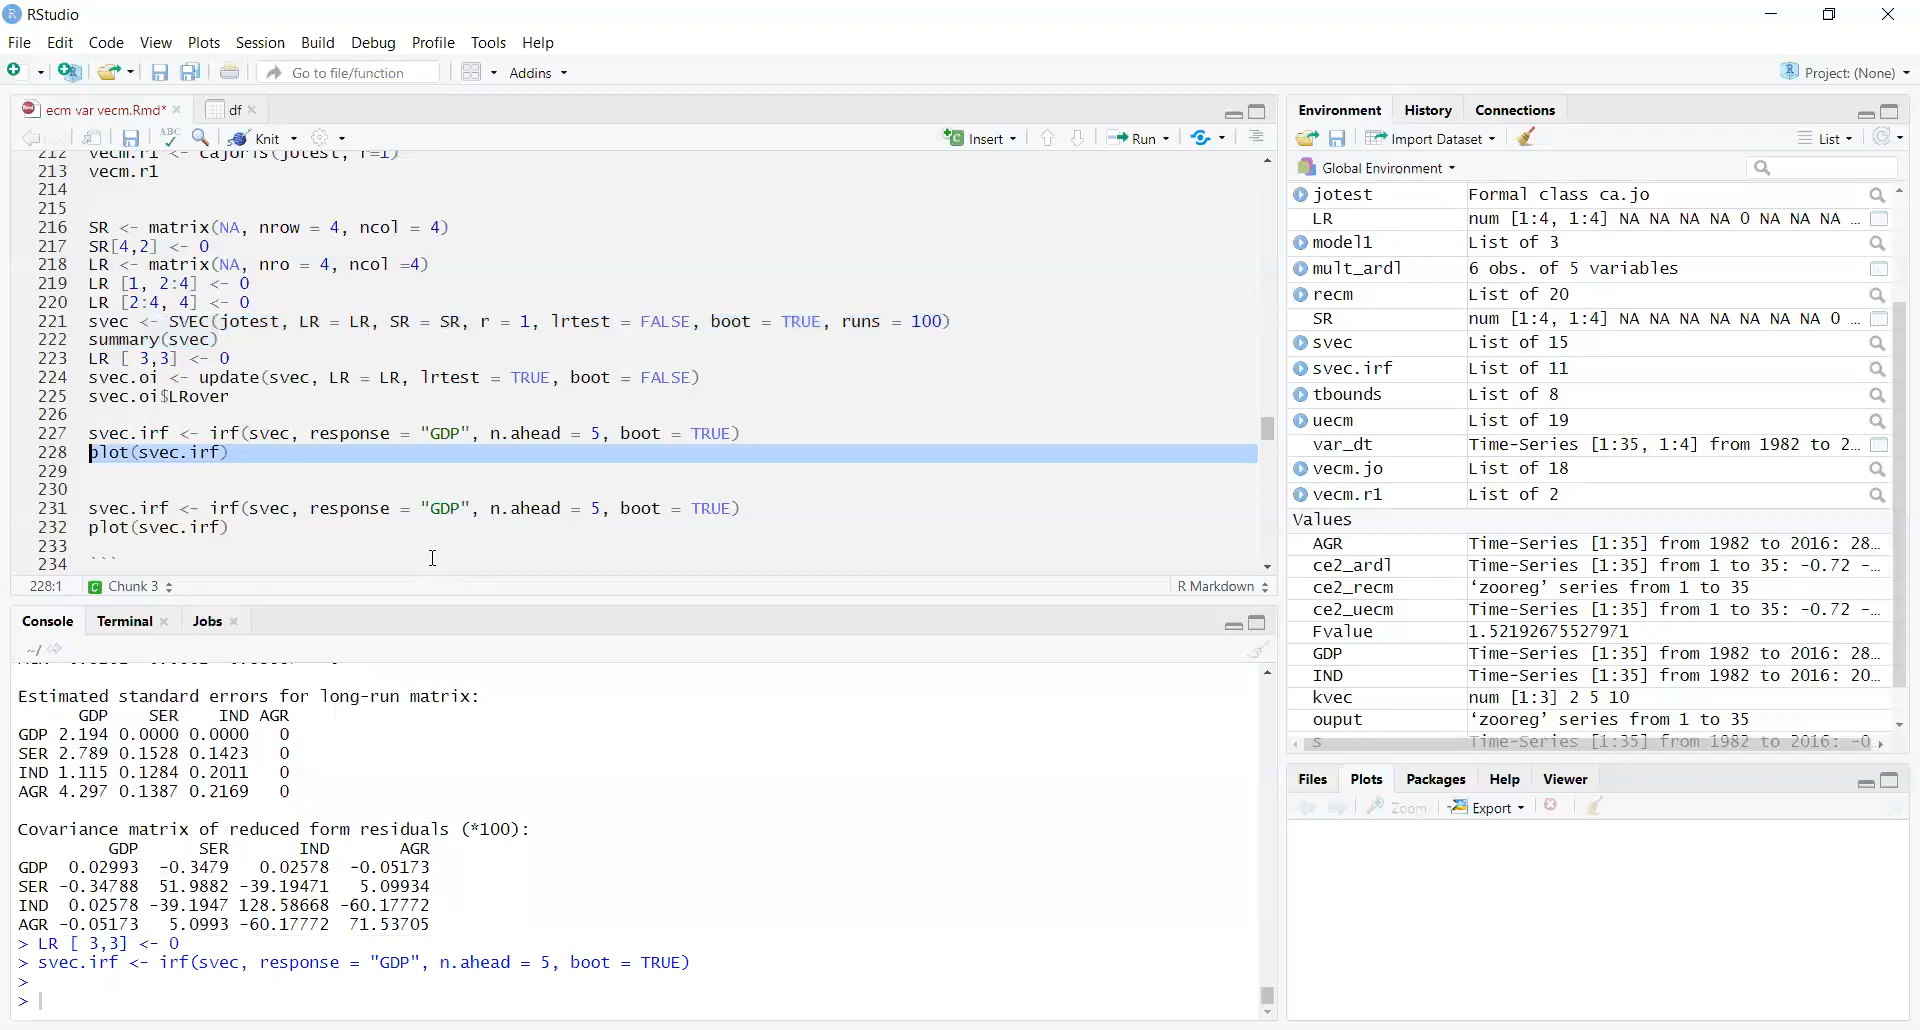 RStudio
File Edit Code View Plots Session Build Debug Profile Tools Help
Go to file/function Addins Project: (None)
ecm var vecm.Rmd* df
ABC Knit Insert Run
212 vecm.r1 <- cajorls(jotest, r=1)
213 vecm.r1
214
215
216 SR <- matrix(NA, nrow = 4, ncol = 4)
217 SR[4,2] <- 0
218 LR <- matrix(NA, nro = 4, ncol =4)
219 LR [1, 2:4] <- 0
220 LR [2:4, 4] <- 0
221 svec <- SVEC(jotest, LR = LR, SR = SR, r = 1, lrtest = FALSE, boot = TRUE, runs = 100)
222 summary(svec)
223 LR [ 3,3] <- 0
224 svec.oi <- update(svec, LR = LR, lrtest = TRUE, boot = FALSE)
225 svec.oi$LRover
226
227 svec.irf <- irf(svec, response = "GDP", n.ahead = 5, boot = TRUE)
228 plot(svec.irf)
229
230
231 svec.irf <- irf(svec, response = "GDP", n.ahead = 5, boot = TRUE)
232 plot(svec.irf)
233
234 ```
228:1 Chunk 3 R Markdown
Console Terminal Jobs
~/
Estimated standard errors for long-run matrix:
GDP SER IND AGR
GDP 2.194 0.0000 0.0000 0
SER 2.789 0.1528 0.1423 0
IND 1.115 0.1284 0.2011 0
AGR 4.297 0.1387 0.2169 0
Covariance matrix of reduced form residuals (*100):
GDP SER IND AGR
GDP 0.02993 -0.3479 0.02578 -0.05173
SER -0.34788 51.9882 -39.19471 5.09934
IND 0.02578 -39.1947 128.58668 -60.17772
AGR -0.05173 5.0993 -60.17772 71.53705
> LR [ 3,3] <- 0
> svec.irf <- irf(svec, response = "GDP", n.ahead = 5, boot = TRUE)
>
>
Environment History Connections
Import Dataset List
Global Environment
jotest Formal class ca.jo
LR num [1:4, 1:4] NA NA NA NA 0 NA NA NA ...
model1 List of 3
mult_ardl 6 obs. of 5 variables
recm List of 20
SR num [1:4, 1:4] NA NA NA NA NA NA NA 0 ...
svec List of 15
svec.irf List of 11
tbounds List of 8
uecm List of 19
var_dt Time-Series [1:35, 1:4] from 1982 to 2...
vecm.jo List of 18
vecm.r1 List of 2
Values
AGR Time-Series [1:35] from 1982 to 2016: 28...
ce2_ardl Time-Series [1:35] from 1 to 35: -0.72 -...
ce2_recm ‘zooreg’ series from 1 to 35
ce2_uecm Time-Series [1:35] from 1 to 35: -0.72 -...
Fvalue 1.52192675527971
GDP Time-Series [1:35] from 1982 to 2016: 28...
IND Time-Series [1:35] from 1982 to 2016: 20...
kvec num [1:3] 2 5 10
ouput ‘zooreg’ series from 1 to 35
s Time-Series [1:35] from 1982 to 2016: -0
Files Plots Packages Help Viewer
Zoom Export